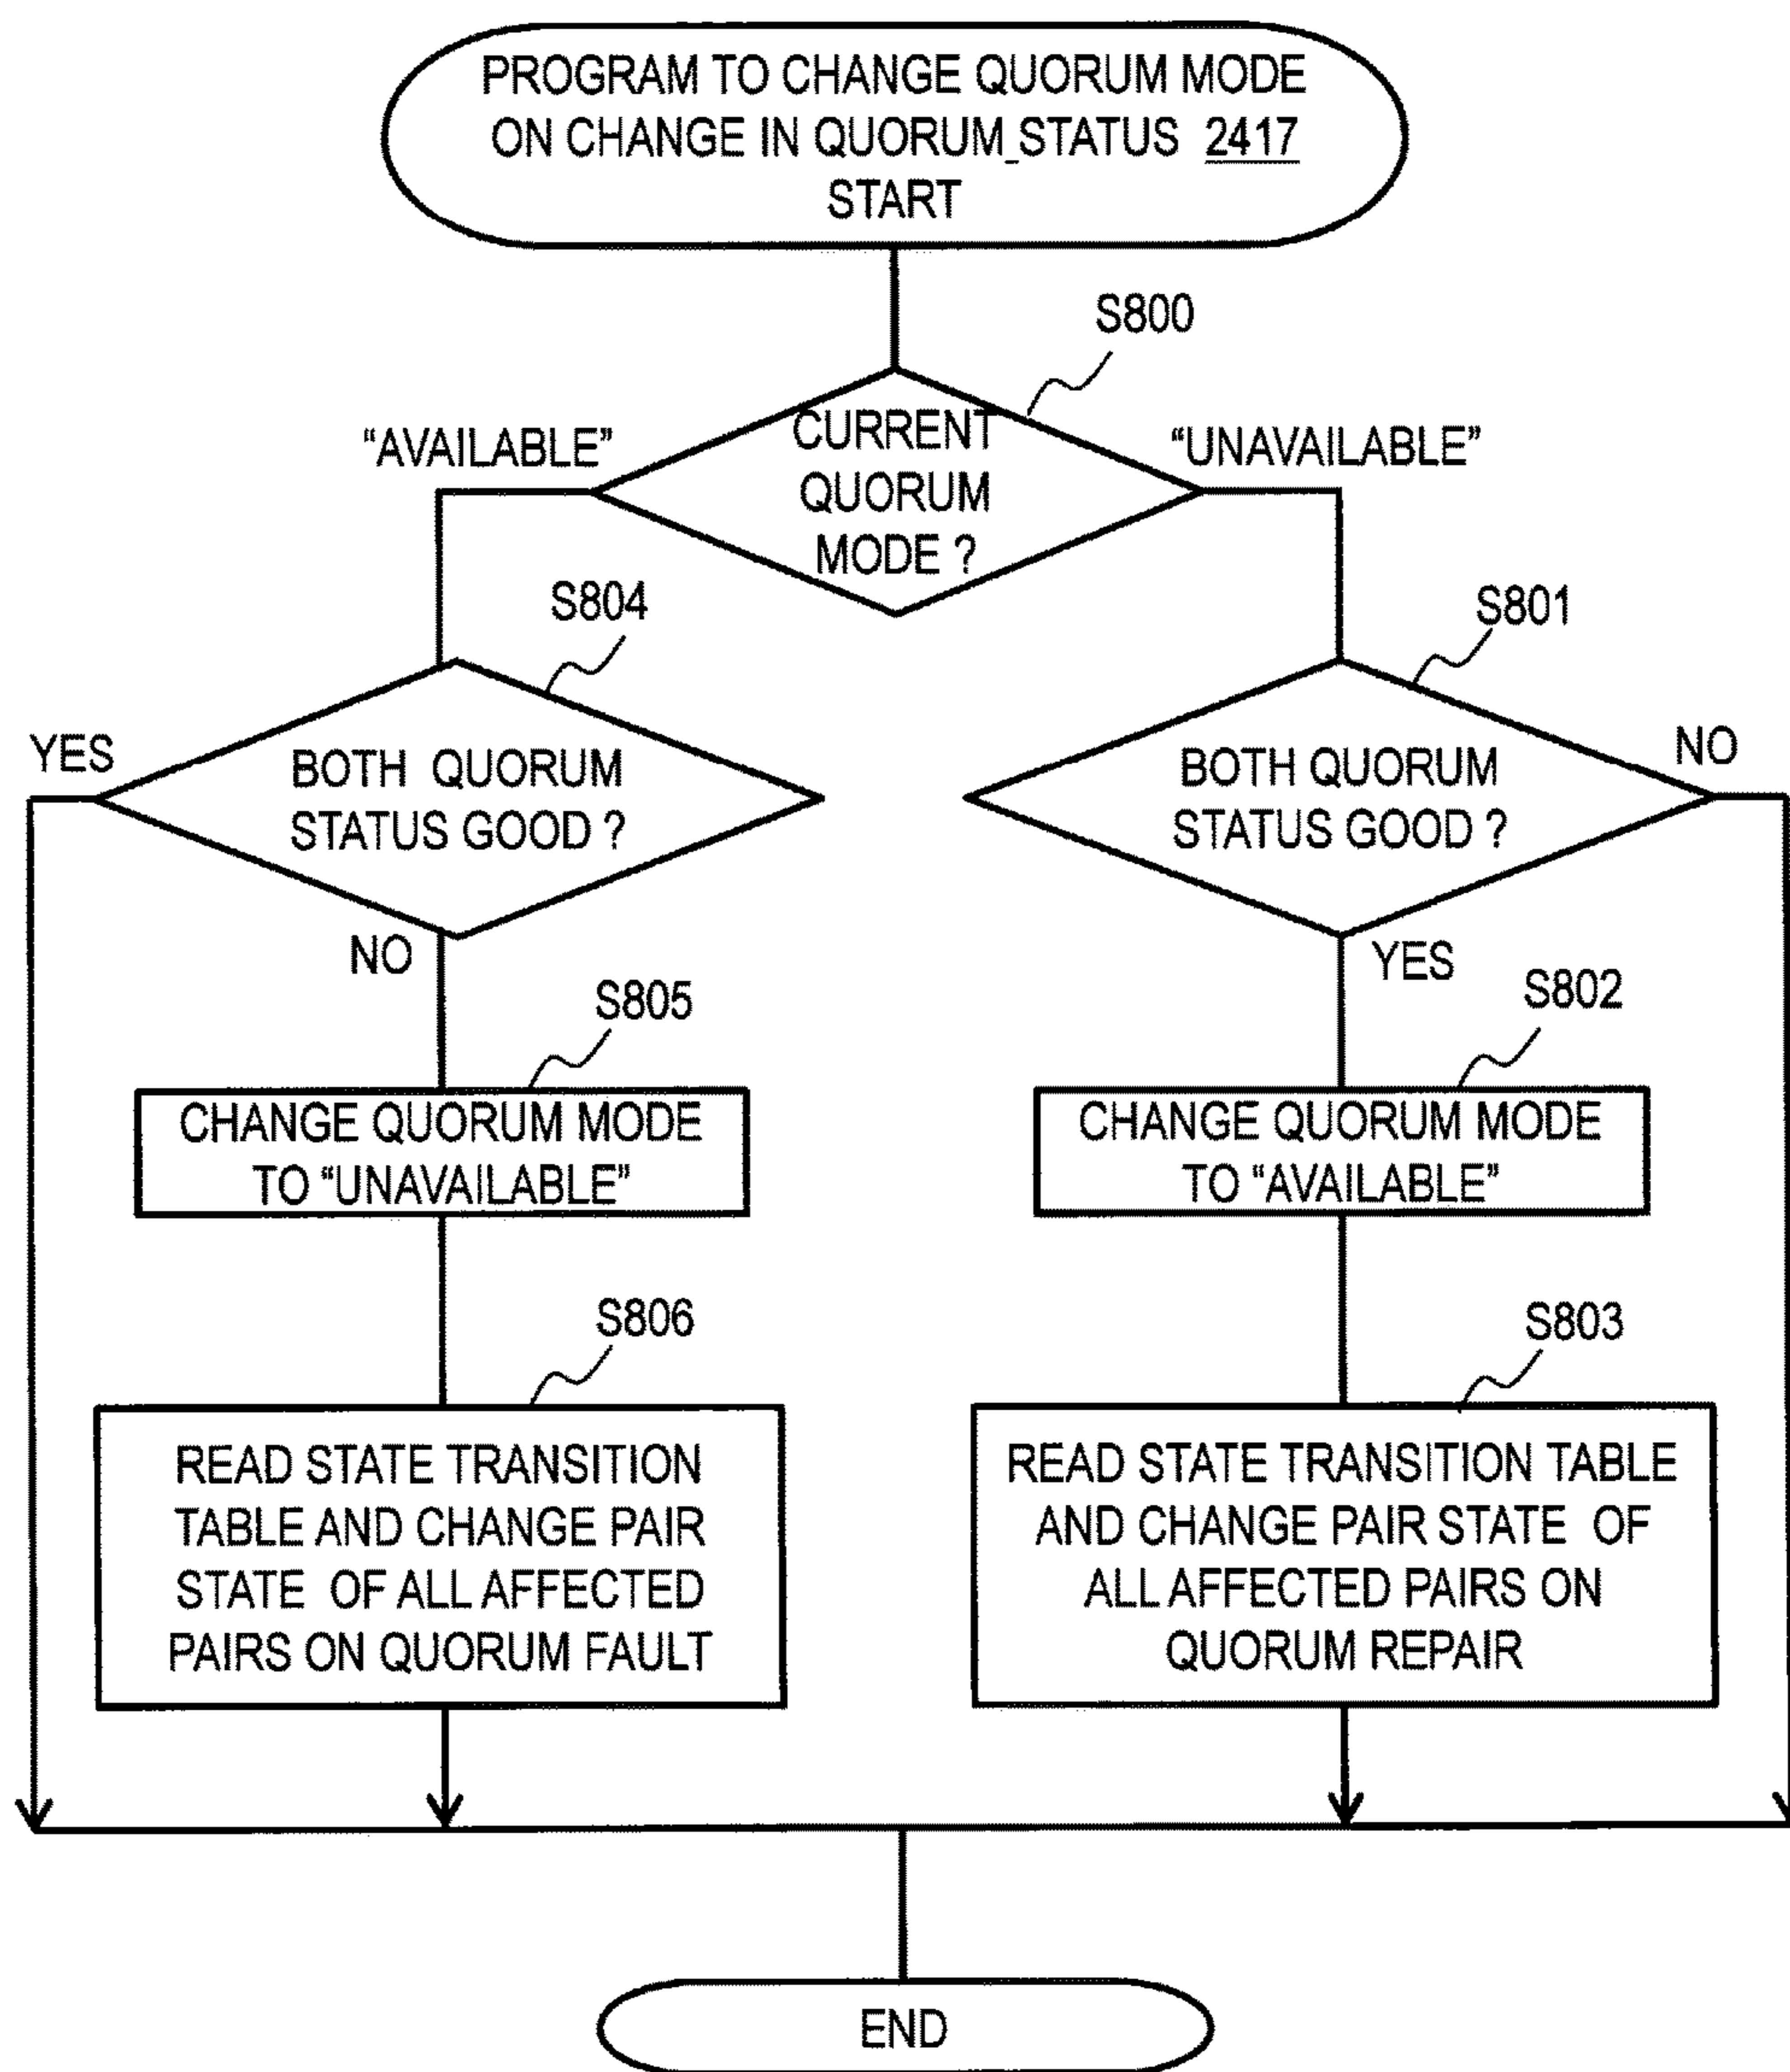 PROGRAM TO CHANGE QUORUM MODE
ON CHANGE IN QUORUM_STATUS 2417
START
S800
"AVAILABLE"
CURRENT
QUORUM
MODE ?
"UNAVAILABLE"
S804
S801
YES
BOTH QUORUM
STATUS GOOD ?
NO
BOTH QUORUM
STATUS GOOD ?
NO
YES
S805
S802
CHANGE QUORUM MODE
TO "UNAVAILABLE"
CHANGE QUORUM MODE
TO "AVAILABLE"
S806
S803
READ STATE TRANSITION
TABLE AND CHANGE PAIR
STATE OF ALL AFFECTED
PAIRS ON QUORUM FAULT
READ STATE TRANSITION TABLE
AND CHANGE PAIR STATE OF
ALL AFFECTED PAIRS ON
QUORUM REPAIR
END